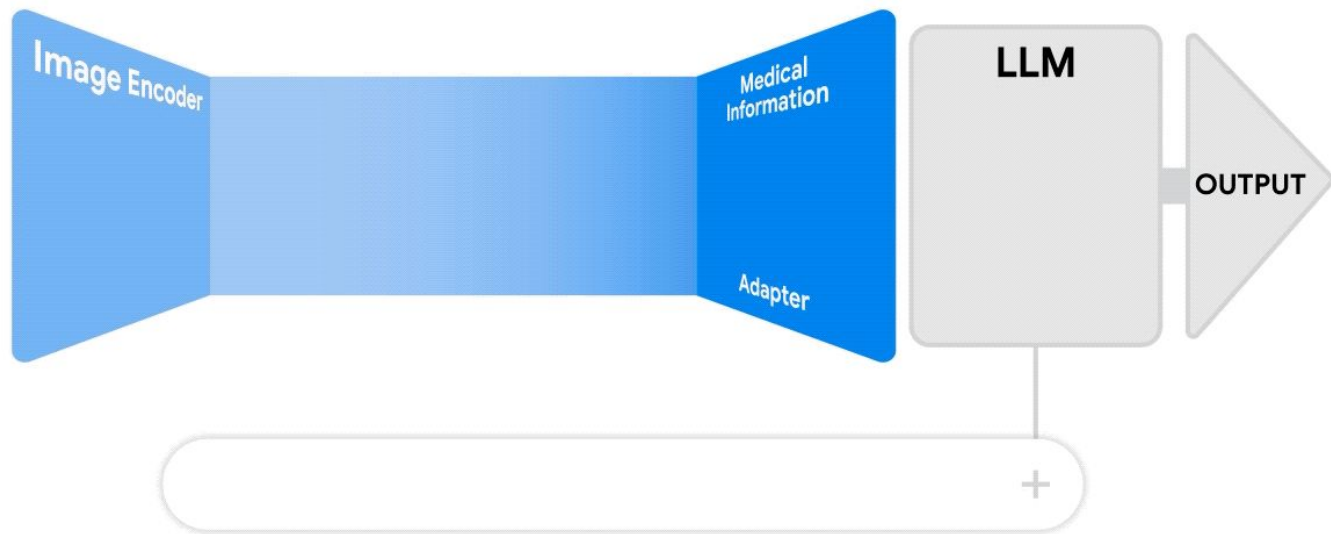 Image Encoder
Medical
Information
Adapter
LLM
OUTPUT
+